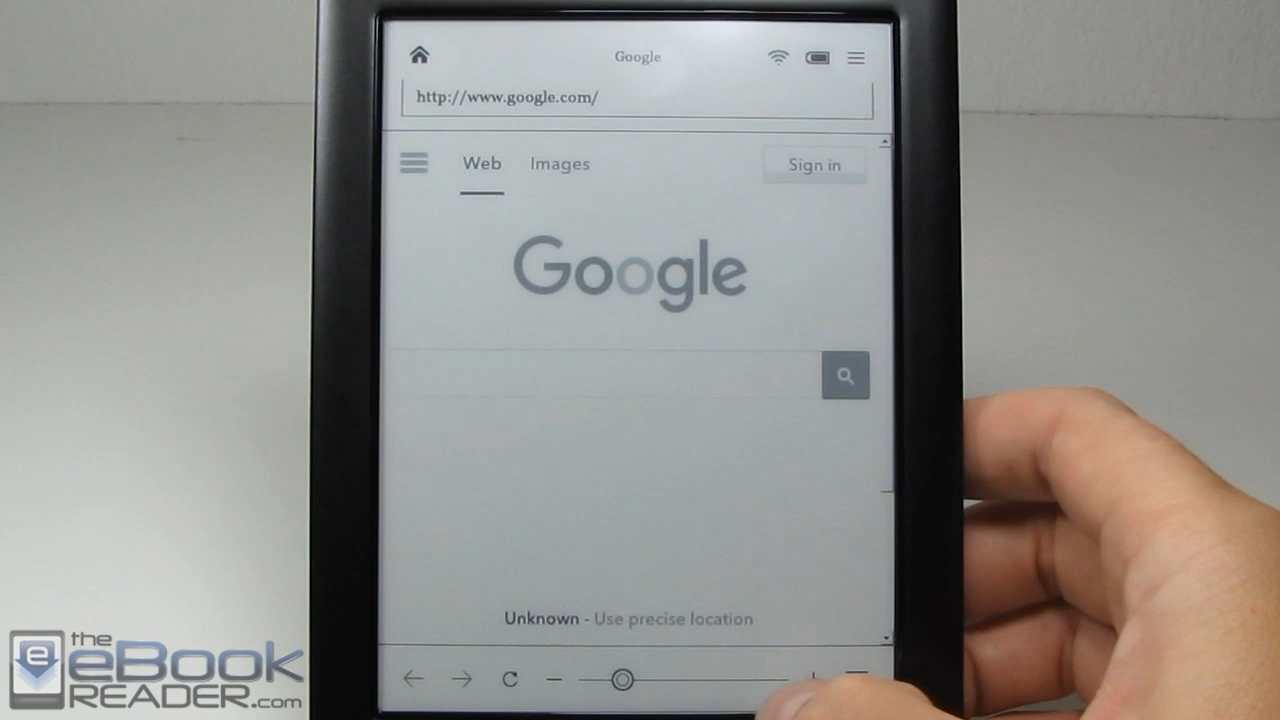 Google
http://www.google.com/
Web Images Sign in
Google
Unknown - Use precise location
the
eBook
READER.com